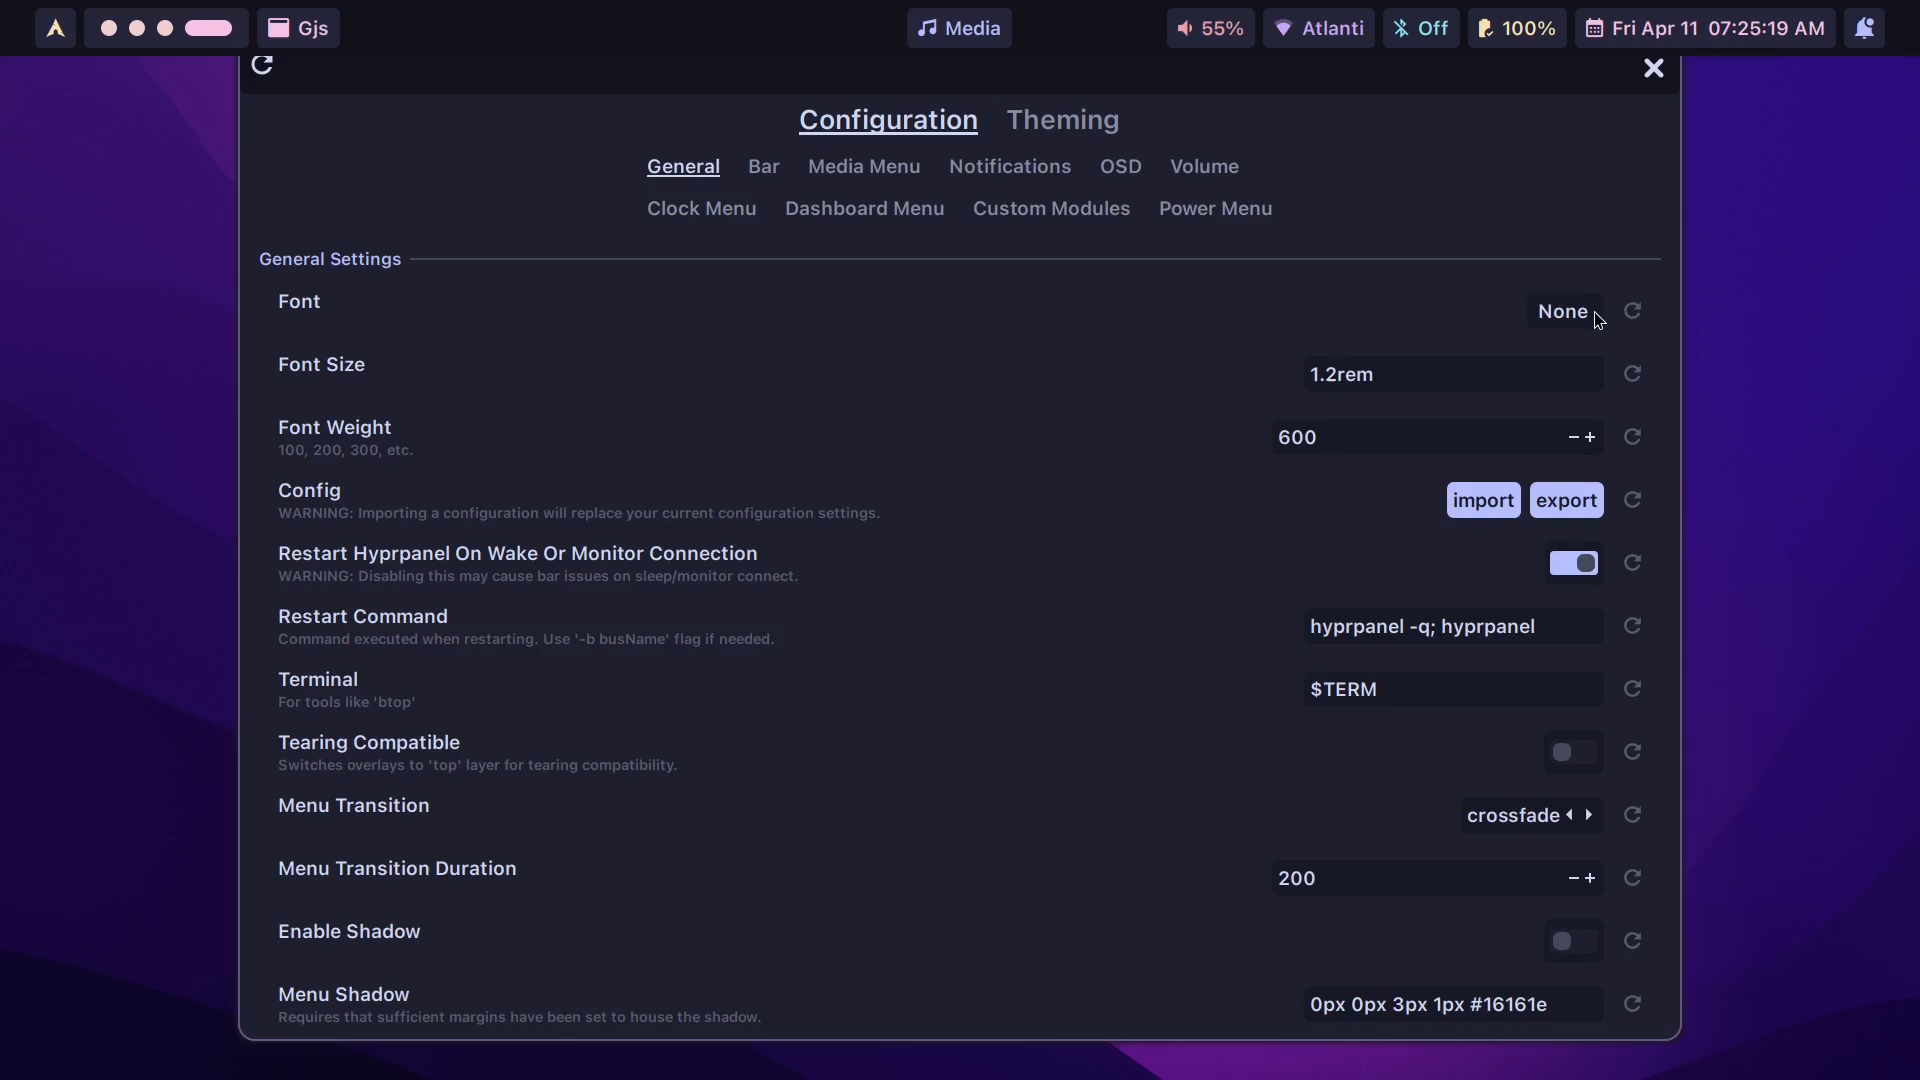 Gjs
Media
55%
Atlanti
Off
100%
Fri Apr 11 07:25:19 AM
Configuration Theming
General Bar Media Menu Notifications OSD Volume
Clock Menu Dashboard Menu Custom Modules Power Menu
General Settings
Font
None
Font Size
1.2rem
Font Weight
100, 200, 300, etc.
600
Config
WARNING: Importing a configuration will replace your current configuration settings.
import export
Restart Hyprpanel On Wake Or Monitor Connection
WARNING: Disabling this may cause bar issues on sleep/monitor connect.
Restart Command
Command executed when restarting. Use '-b busName' flag if needed.
hyprpanel -q; hyprpanel
Terminal
For tools like 'btop'
$TERM
Tearing Compatible
Switches overlays to 'top' layer for tearing compatibility.
Menu Transition
crossfade
Menu Transition Duration
200
Enable Shadow
Menu Shadow
Requires that sufficient margins have been set to house the shadow.
0px 0px 3px 1px #16161e